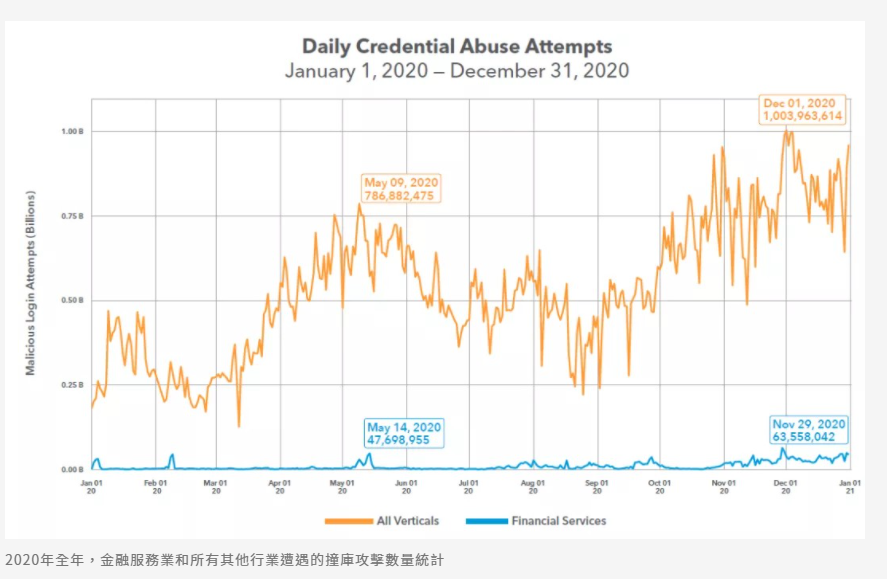 Daily Credential Abuse Attempts
January 1, 2020 – December 31, 2020
Malicious Login Attempts (Billions)
1.00 B
0.75 B
0.50 B
0.25 B
0.00 B
Dec 01, 2020
1,003,963,614
May 09, 2020
786,882,475
May 14, 2020
47,698,955
Nov 29, 2020
63,558,042
Jan 01
20
Feb 01
20
Mar 01
20
Apr 01
20
May 01
20
Jun 01
20
Jul 01
20
Aug 01
20
Sep 01
20
Oct 01
20
Nov 01
20
Dec 01
20
Jan 01
21
All Verticals
Financial Services
2020年全年，金融服務業和所有其他行業遭遇的撞庫攻擊數量統計